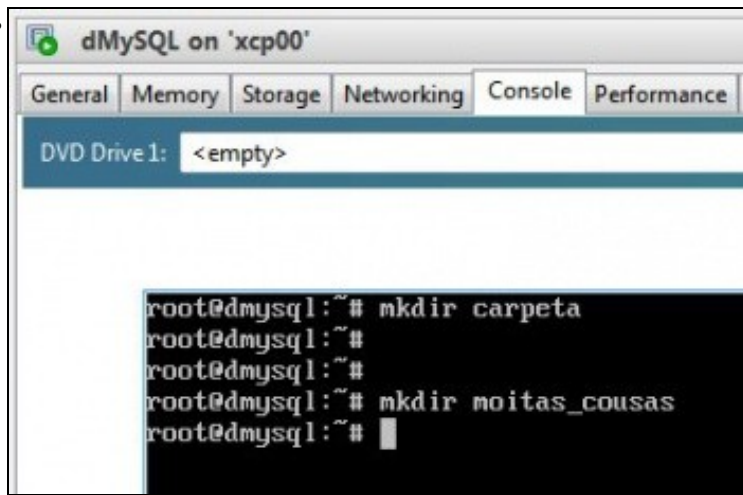 dMySQL on 'xcp00'
General Memory Storage Networking Console Performance
DVD Drive 1: <empty>
root@dmysql:~# mkdir carpeta
root@dmysql:~#
root@dmysql:~#
root@dmysql:~# mkdir moitas_cousas
root@dmysql:~#